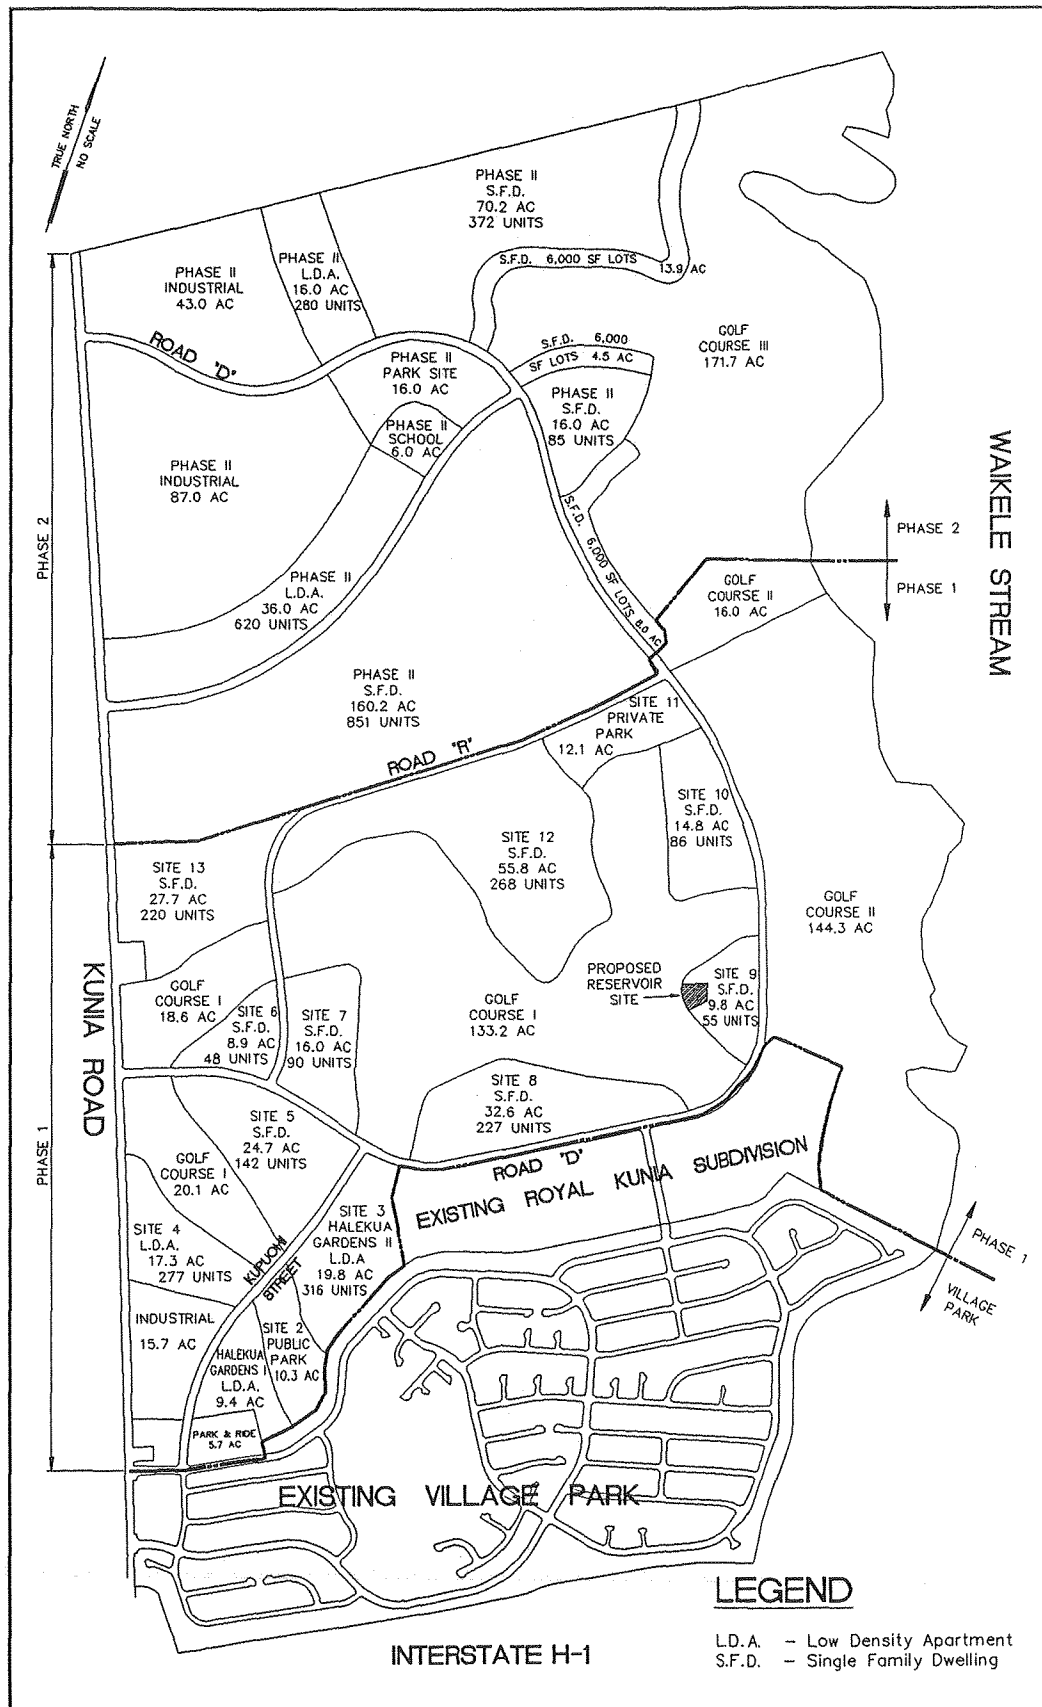 TRUE NORTH
NO SCALE
PHASE II
S.F.D.
70.2 AC
372 UNITS
PHASE II
INDUSTRIAL
43.0 AC
PHASE II
L.D.A.
16.0 AC
280 UNITS
S.F.D. 6,000 SF LOTS
13.9 AC
GOLF
COURSE III
171.7 AC
ROAD "D"
PHASE II
PARK SITE
16.0 AC
S.F.D. 6,000
SF LOTS 4.5 AC
PHASE II
S.F.D.
16.0 AC
85 UNITS
PHASE II
SCHOOL
6.0 AC
PHASE II
INDUSTRIAL
87.0 AC
WAIKELE STREAM
PHASE 2
S.F.D. 6,000 SF LOTS 8.0 AC
PHASE 2
PHASE 1
GOLF
COURSE II
16.0 AC
PHASE II
L.D.A.
36.0 AC
620 UNITS
PHASE II
S.F.D.
160.2 AC
851 UNITS
SITE 11
PRIVATE
PARK
12.1 AC
ROAD "R"
SITE 10
S.F.D.
14.8 AC
86 UNITS
SITE 12
S.F.D.
55.8 AC
268 UNITS
SITE 13
S.F.D.
27.7 AC
220 UNITS
GOLF
COURSE II
144.3 AC
KUNIA ROAD
PROPOSED
RESERVOIR
SITE
SITE 9
S.F.D.
9.8 AC
55 UNITS
GOLF
COURSE I
18.6 AC
SITE 6
S.F.D.
8.9 AC
48 UNITS
SITE 7
S.F.D.
16.0 AC
90 UNITS
GOLF
COURSE I
133.2 AC
SITE 8
S.F.D.
32.6 AC
227 UNITS
SITE 5
S.F.D.
24.7 AC
142 UNITS
PHASE 1
GOLF
COURSE I
20.1 AC
ROAD "D"
EXISTING ROYAL KUNIA SUBDIVISION
SITE 4
L.D.A.
17.3 AC
277 UNITS
KUPUOHI
STREET
SITE 3
HALEKUA
GARDENS II
L.D.A
19.8 AC
316 UNITS
PHASE 1
VILLAGE
PARK
INDUSTRIAL
15.7 AC
SITE 2
PUBLIC
PARK
10.3 AC
HALEKUA
GARDENS I
L.D.A.
9.4 AC
PARK & RIDE
5.7 AC
EXISTING VILLAGE PARK
INTERSTATE H-1
LEGEND
L.D.A. - Low Density Apartment
S.F.D. - Single Family Dwelling